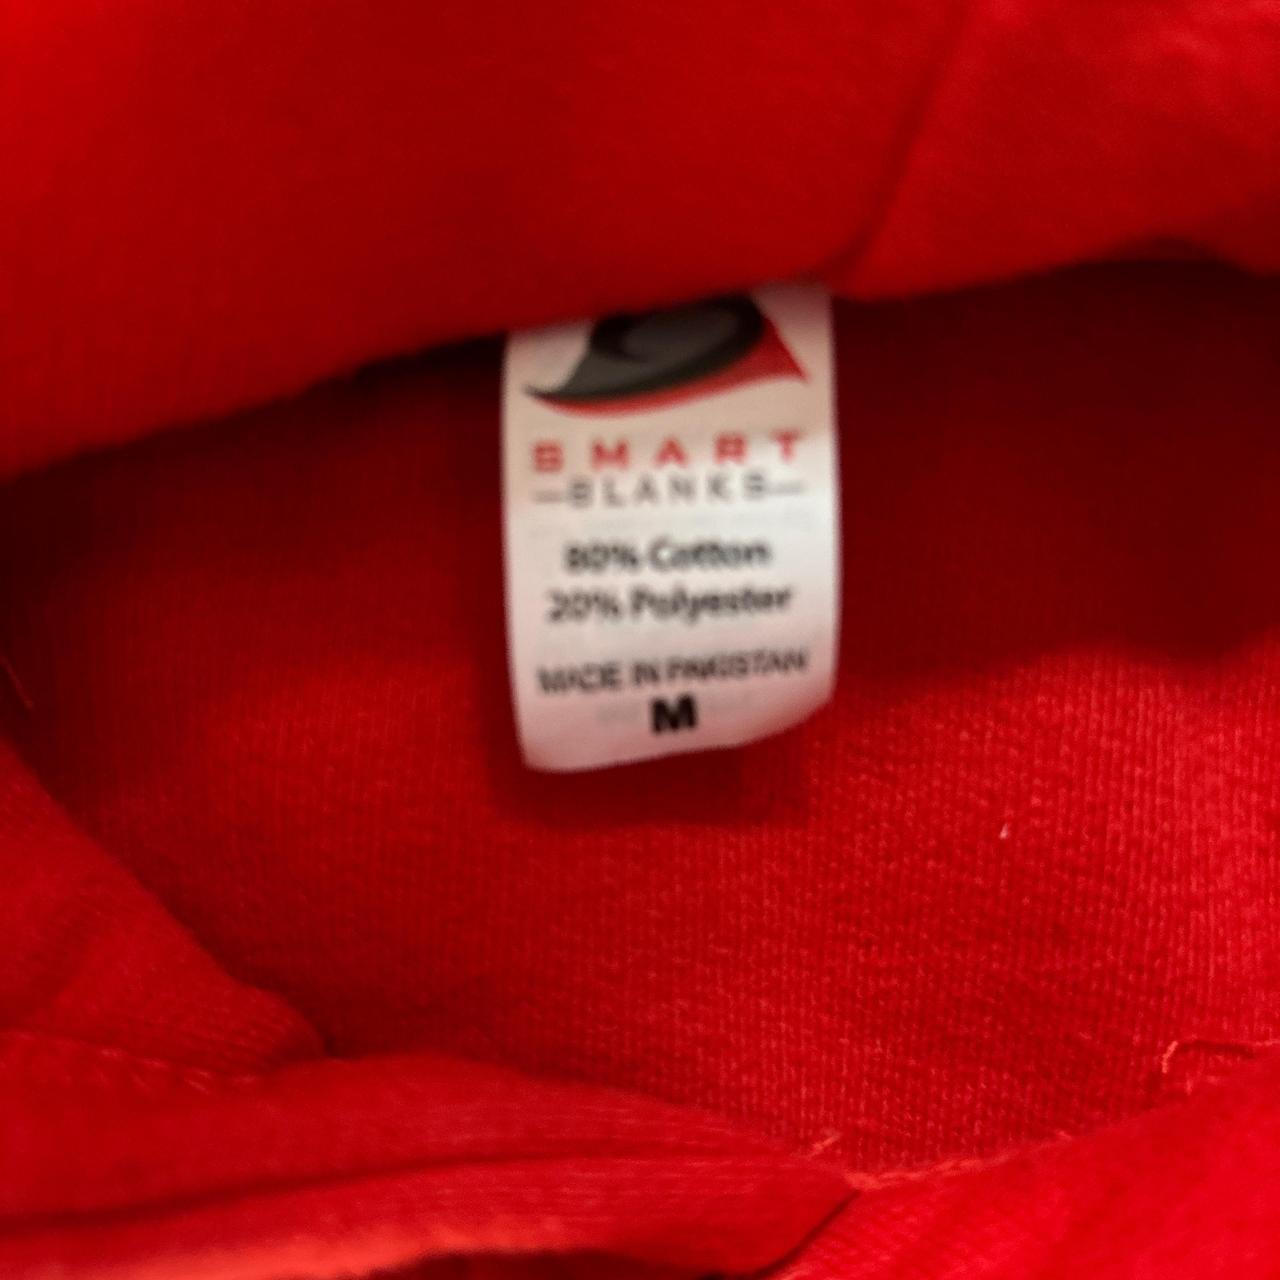 SMART
BLANKS
80% Cotton
20% Polyester
MADE IN PAKISTAN
M